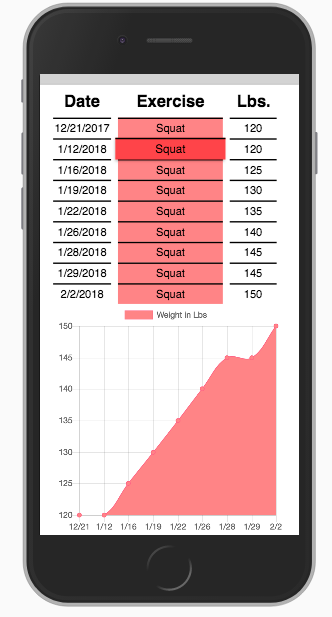 Date Exercise Lbs.
12/21/2017 Squat 120
1/12/2018 Squat 120
1/16/2018 Squat 125
1/19/2018 Squat 130
1/22/2018 Squat 135
1/26/2018 Squat 140
1/28/2018 Squat 145
1/29/2018 Squat 145
2/2/2018 Squat 150
Weight in Lbs
150
145
140
135
130
125
120
12/21 1/12 1/16 1/19 1/22 1/26 1/28 1/29 2/2